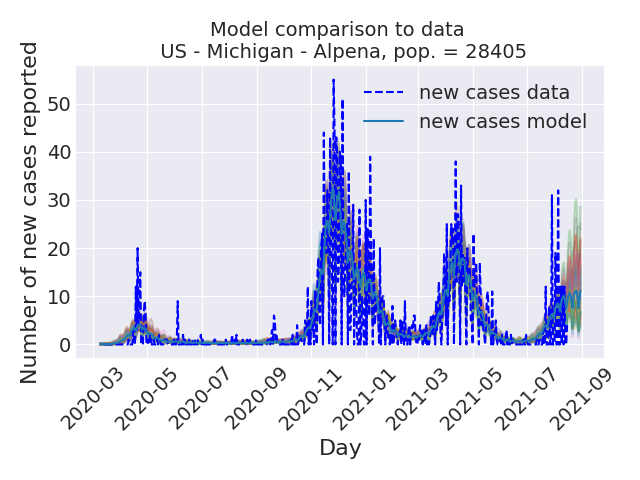 Model comparison to data
US - Michigan - Alpena, pop. = 28405
new cases data
new cases model
Number of new cases reported
50
40
30
20
10
0
2020-03
2020-05
2020-07
2020-09
2020-11
2021-01
2021-03
2021-05
2021-07
2021-09
Day